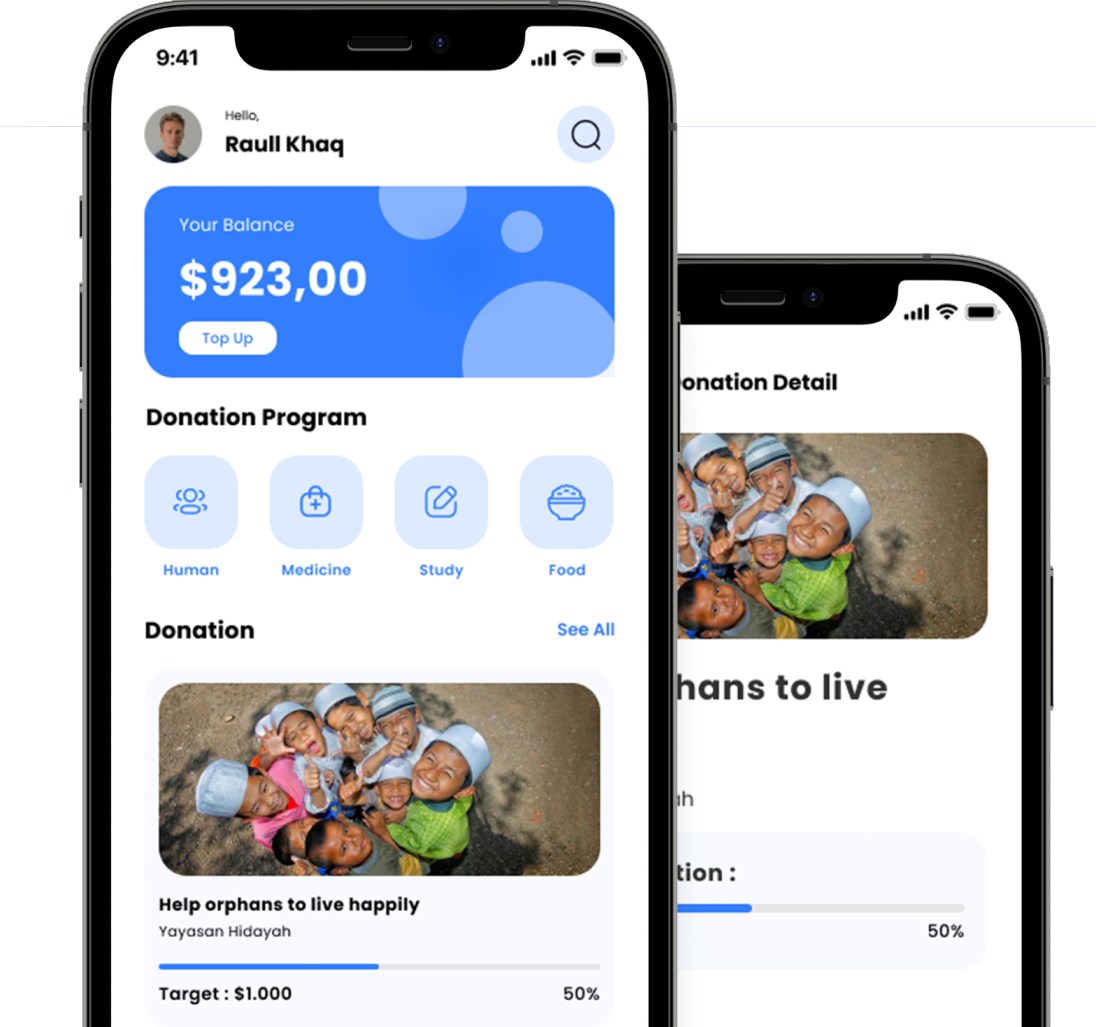 9:41
Hello,
Raull Khaq
Your Balance
$923,00
Top Up
Donation Program
Human
Medicine
Study
Food
Donation
See All
Help orphans to live happily
Yayasan Hidayah
Target : $1.000
50%
onation Detail
hans to live
ah
tion :
50%